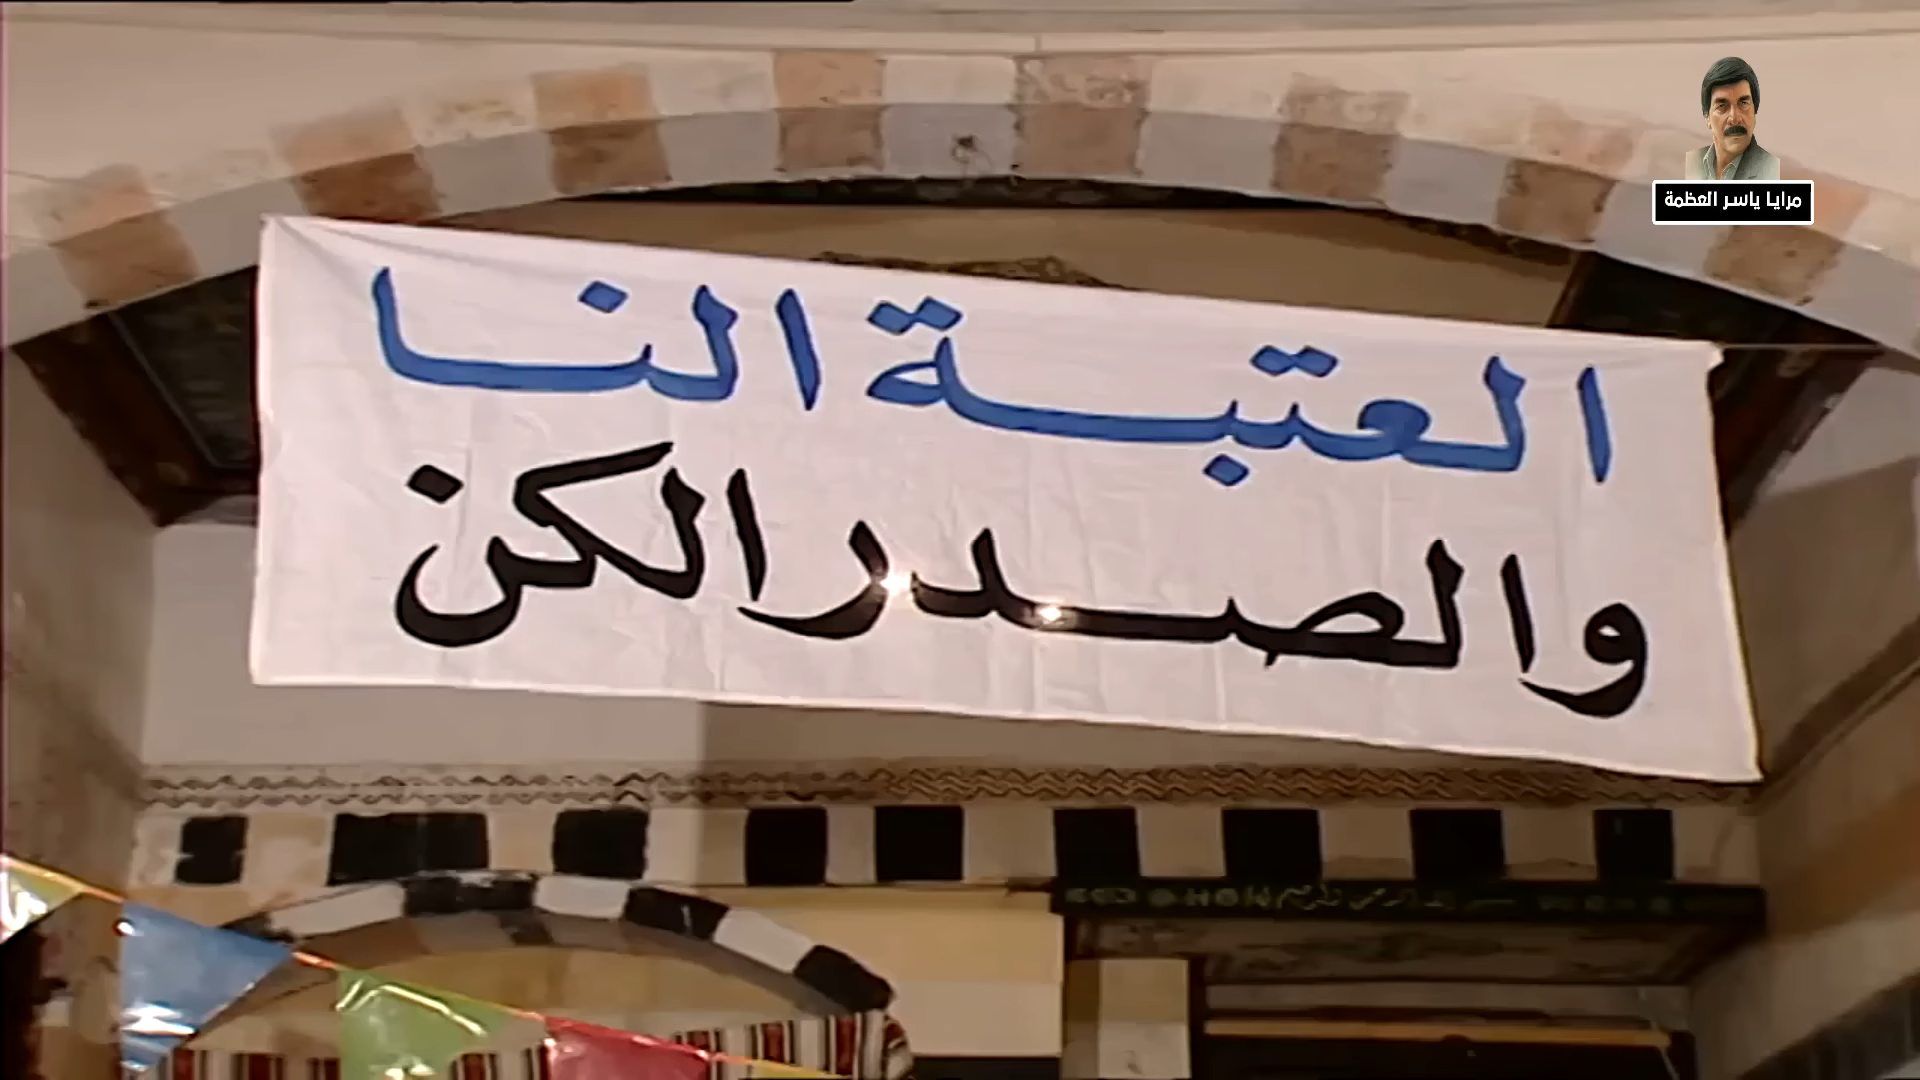 مرايا ياسر العظمة
العتبة النا
والصدر الكن